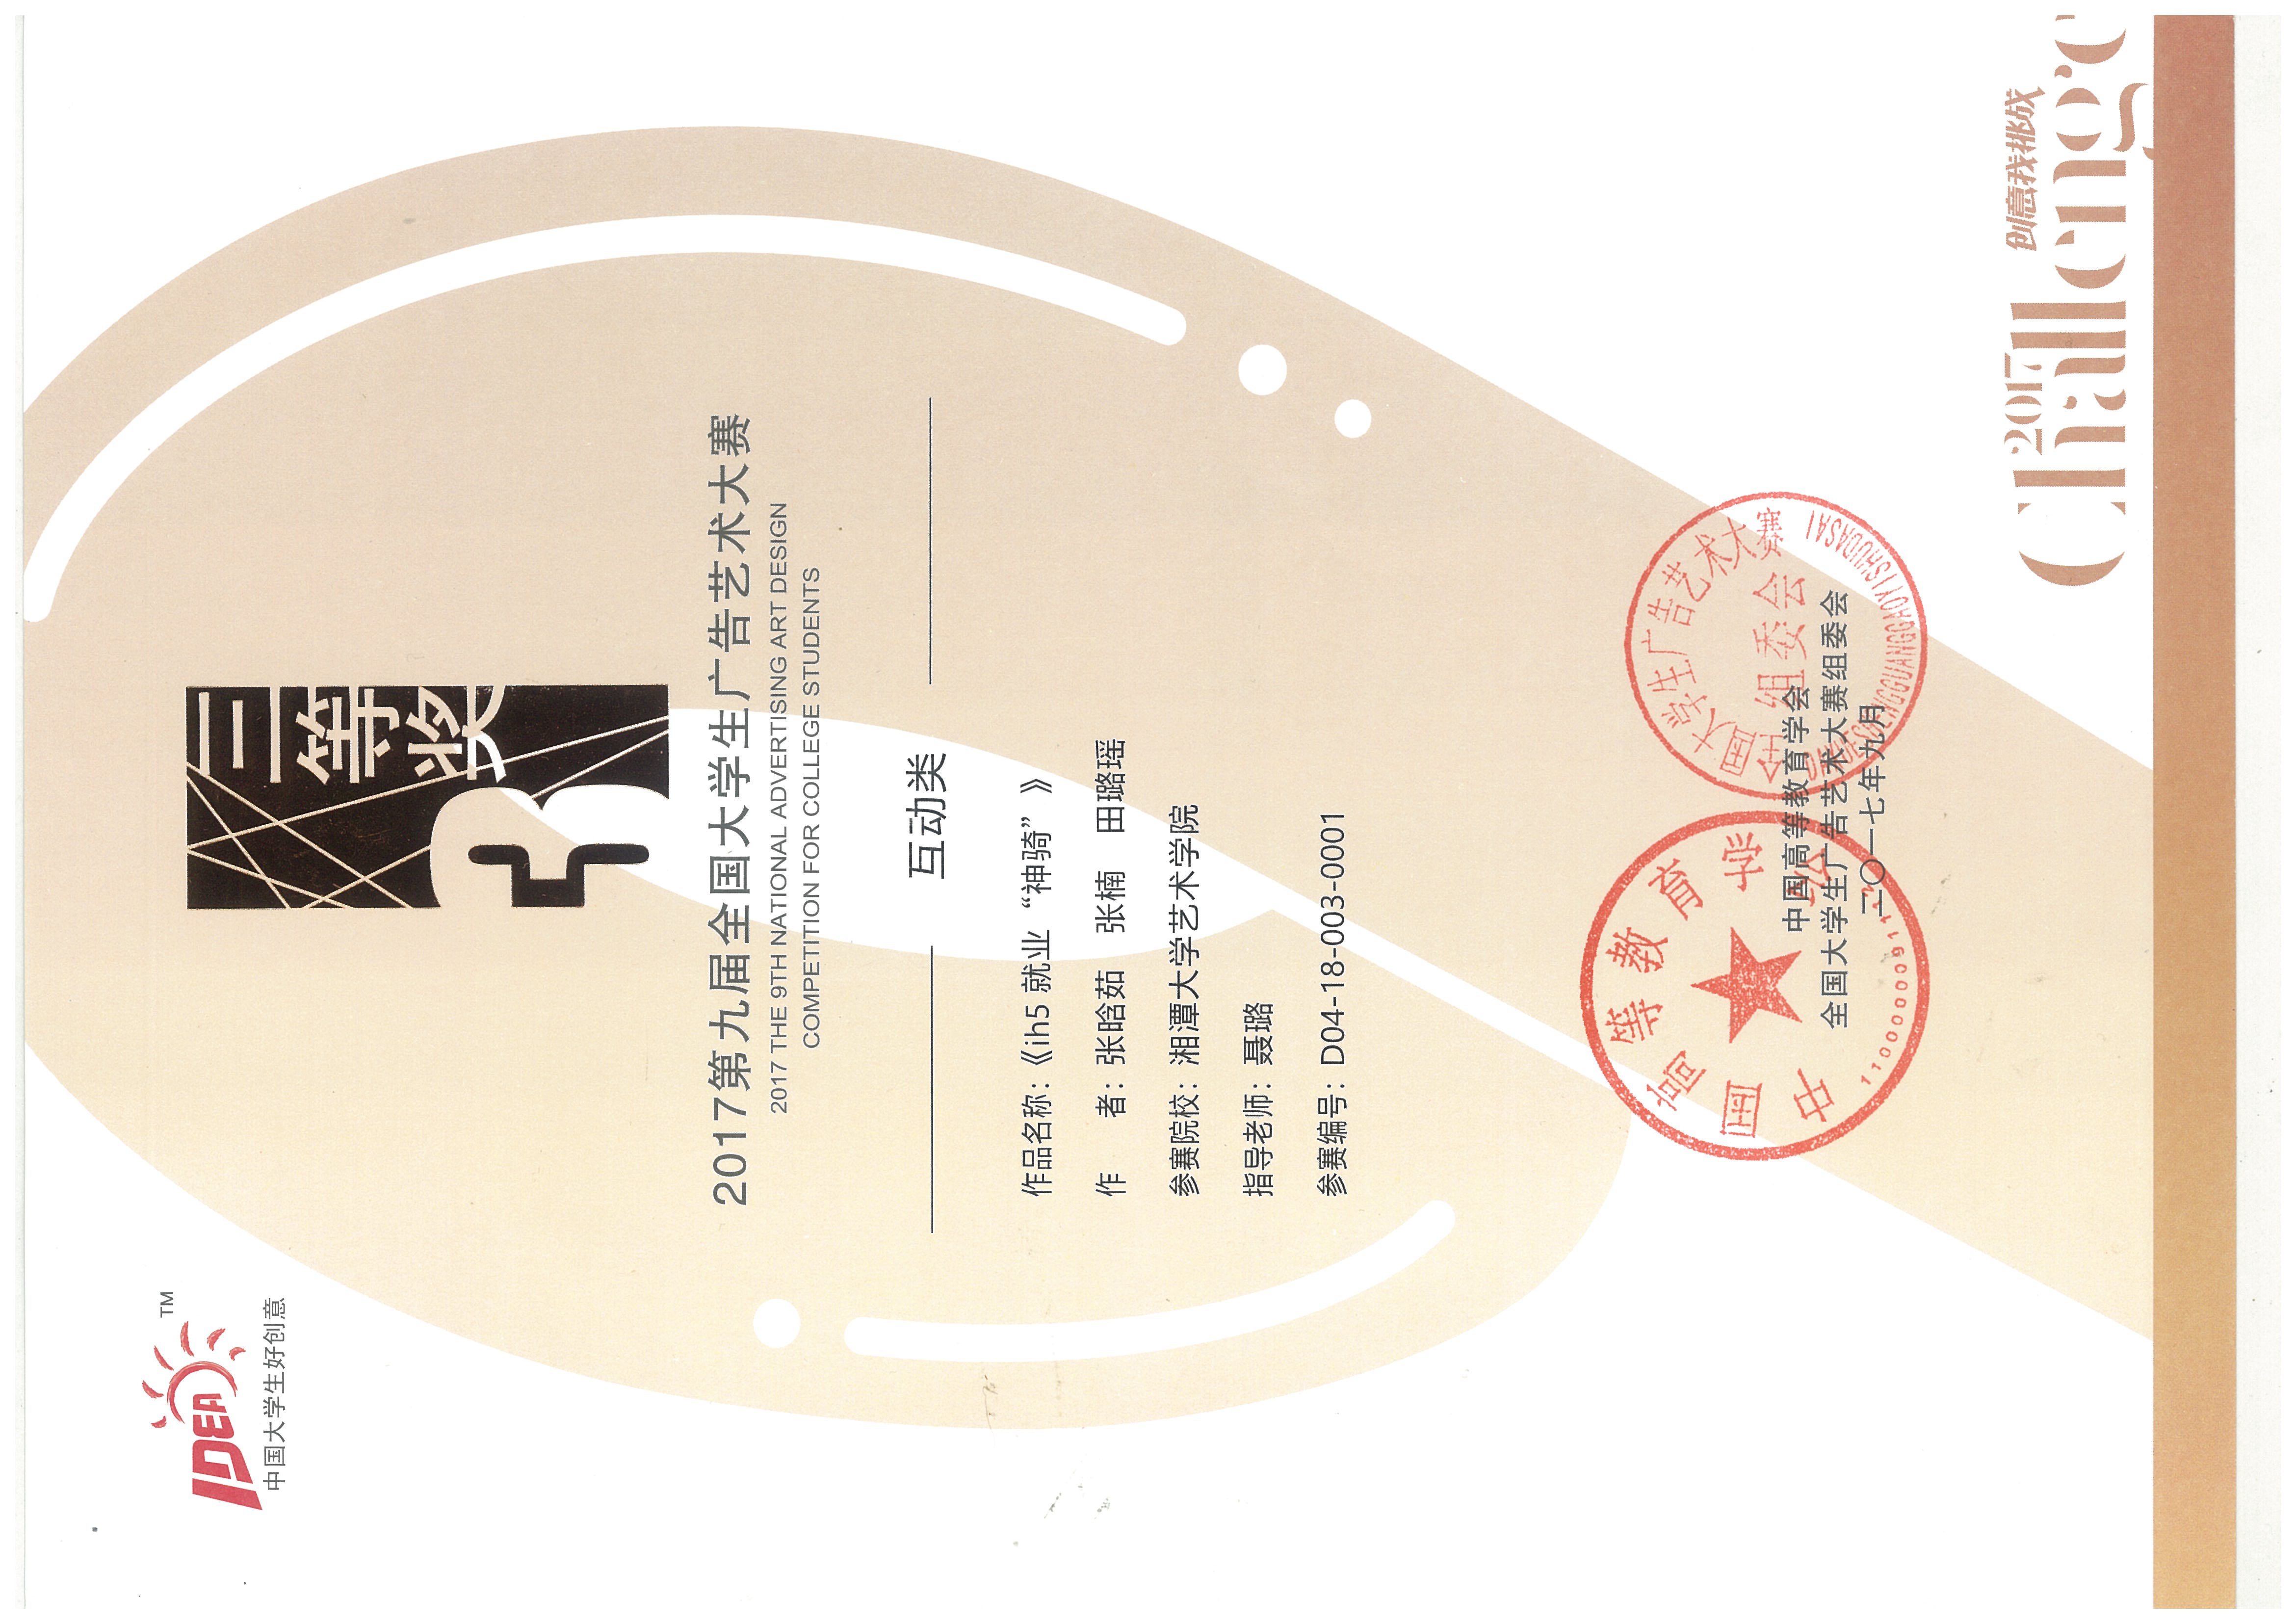 IDEA TM
中国大学生好创意
三等奖
3
2017第九届全国大学生广告艺术大赛
2017 THE 9TH NATIONAL ADVERTISING ART DESIGN
COMPETITION FOR COLLEGE STUDENTS
互动类
作品名称：《ih5 就业 “神骑” 》
作 者：张晗茹 张楠 田璐瑶
参赛院校：湘潭大学艺术学院
指导老师：聂璐
参赛编号：D04-18-003-0001
中国高等教育学会
全国大学生广告艺术大赛组委会
二〇一七年九月
中国高等教育学会
全国大学生广告艺术大赛
组委会
2017 创意我挑战
Challenge